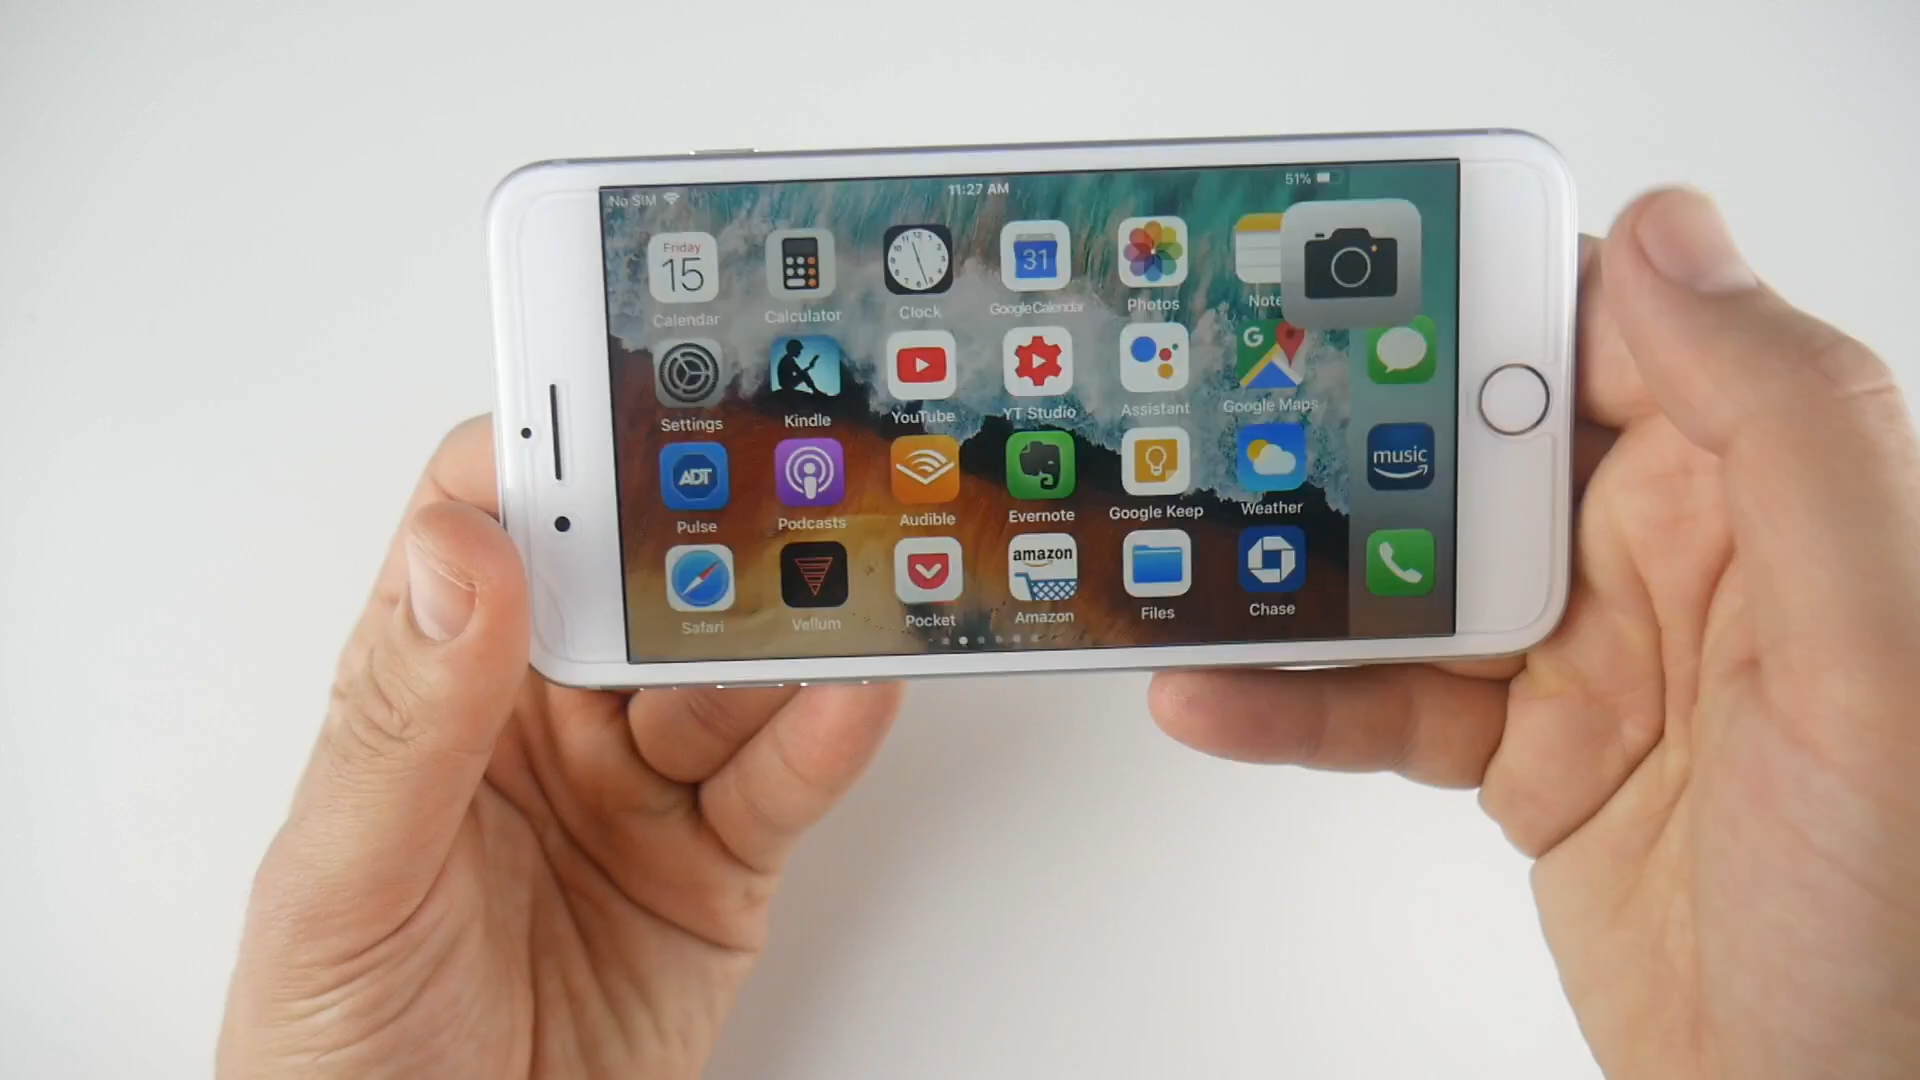 No SIM 11:27 AM 51%
Friday
15
31
Calendar Calculator Clock Google Calendar Photos Note
G
Settings Kindle YouTube YT Studio Assistant Google Maps
ADT
music
Pulse Podcasts Audible Evernote Google Keep Weather
amazon
Safari Vellum Pocket Amazon Files Chase